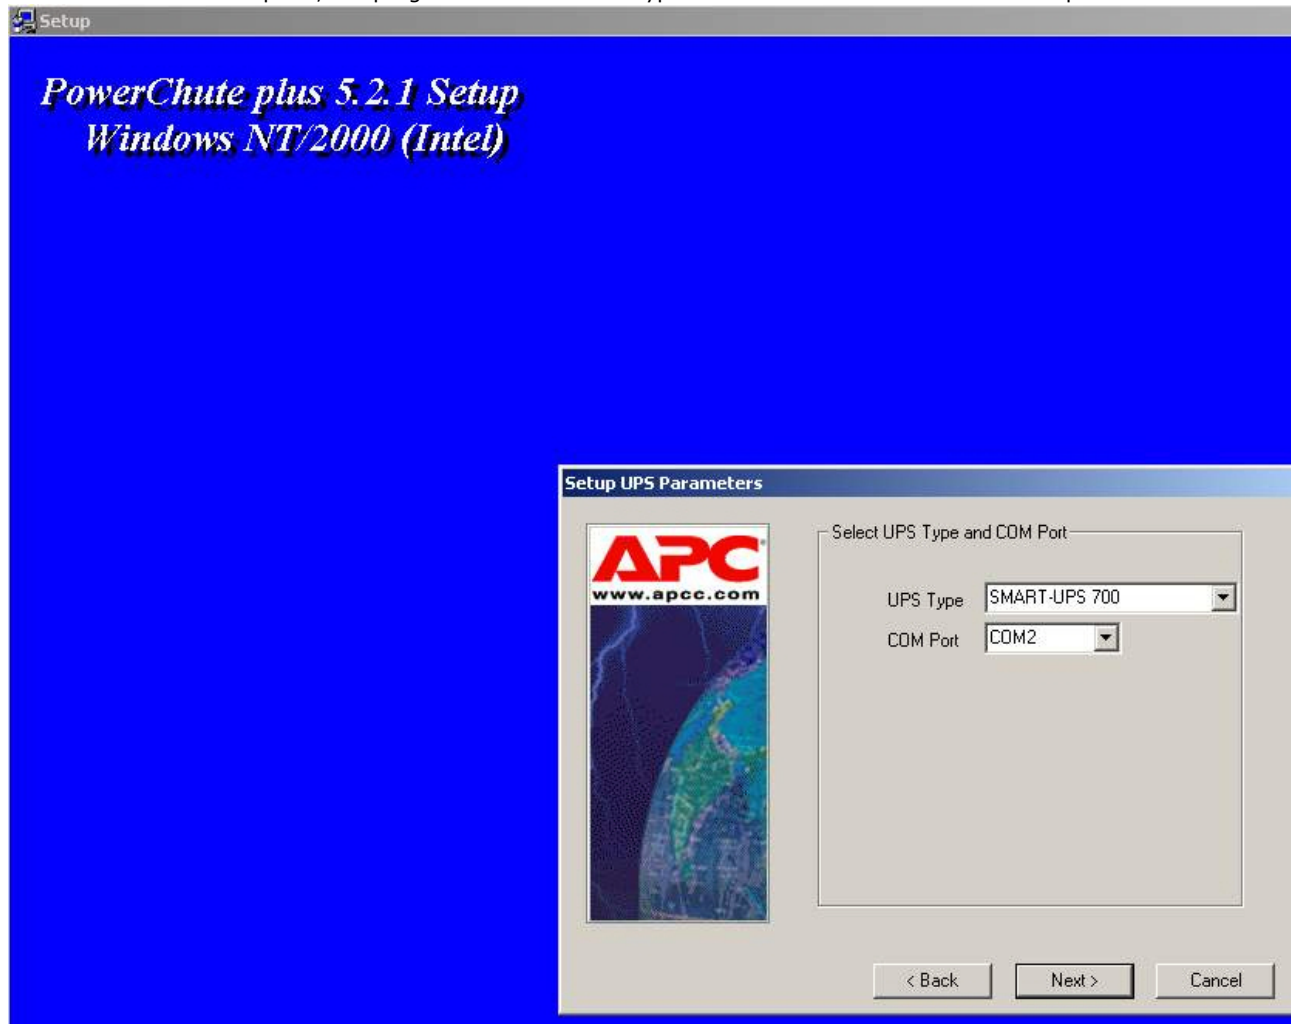 Setup
PowerChute plus 5.2.1 Setup
Windows NT/2000 (Intel)
Setup UPS Parameters
APC
www.apcc.com
Select UPS Type and COM Port
UPS Type SMART-UPS 700
COM Port COM2
< Back Next > Cancel